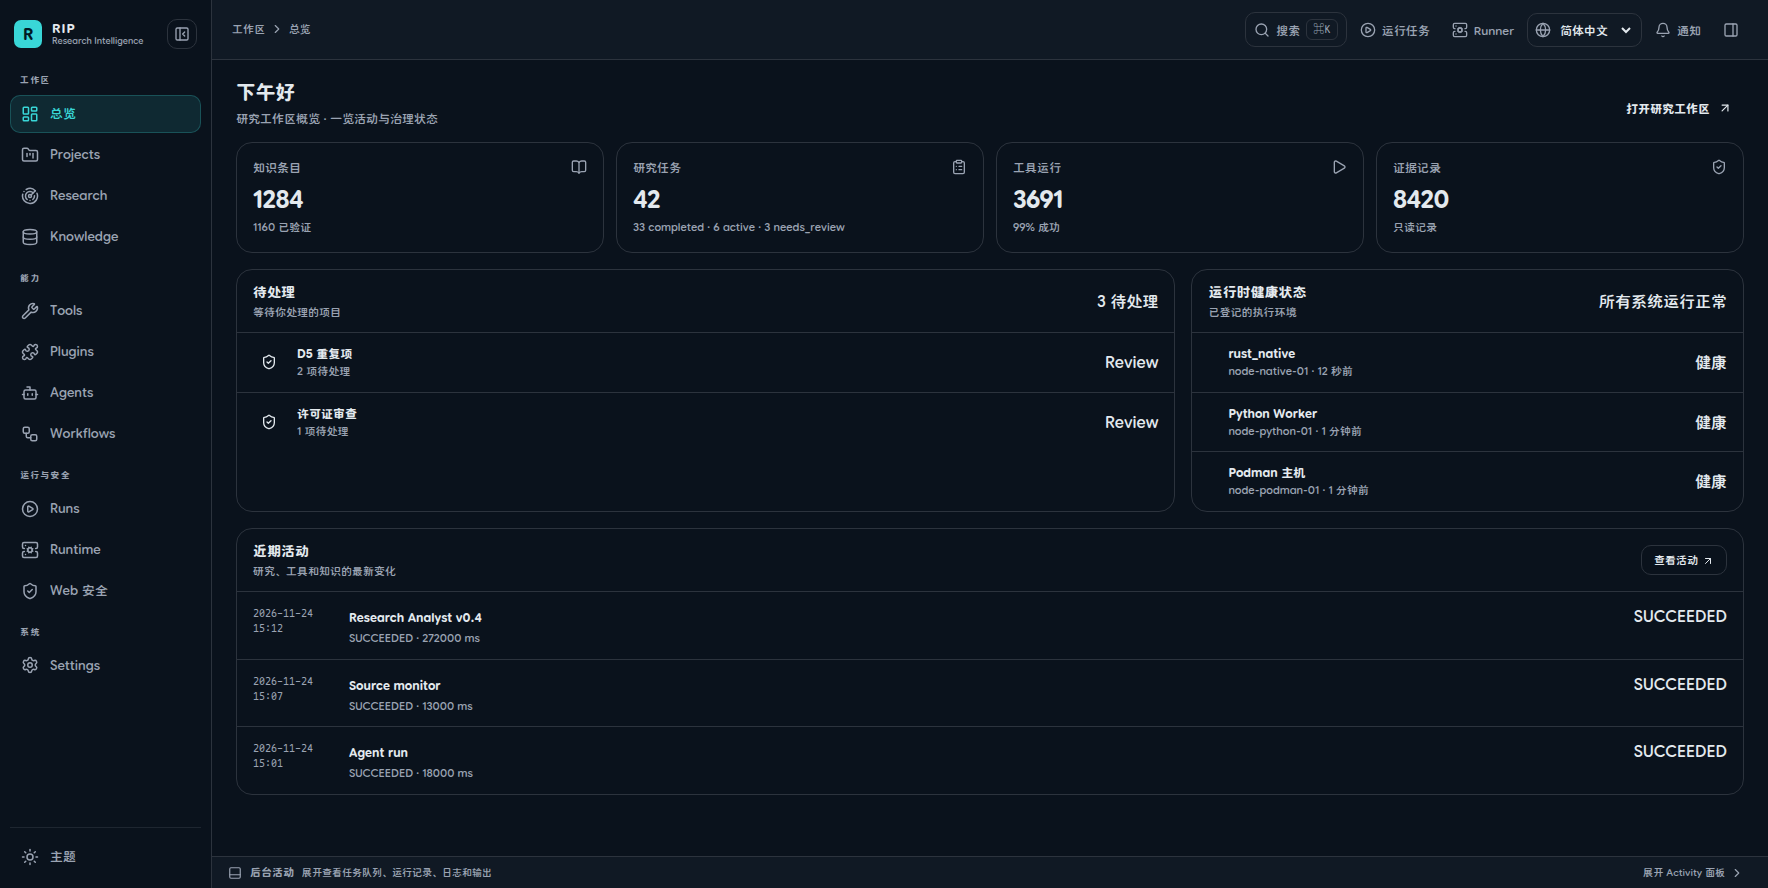 R
RIP
Research Intelligence
工作区
总览
Projects
Research
Knowledge
能力
Tools
Plugins
Agents
Workflows
运行与安全
Runs
Runtime
Web 安全
系统
Settings
主题
工作区 > 总览
搜索 ⌘K
运行任务
Runner
简体中文
通知
下午好
研究工作区概览 · 一览活动与治理状态
打开研究工作区
知识条目
1284
1160 已验证
研究任务
42
33 completed · 6 active · 3 needs_review
工具运行
3691
99% 成功
证据记录
8420
只读记录
待处理
等待你处理的项目
3 待处理
D5 重复项
2 项待处理
Review
许可证审查
1 项待处理
Review
运行时健康状态
已登记的执行环境
所有系统运行正常
rust_native
node-native-01 · 12 秒前
健康
Python Worker
node-python-01 · 1 分钟前
健康
Podman 主机
node-podman-01 · 1 分钟前
健康
近期活动
研究、工具和知识的最新变化
查看活动
2026-11-24
15:12
Research Analyst v0.4
SUCCEEDED · 272000 ms
SUCCEEDED
2026-11-24
15:07
Source monitor
SUCCEEDED · 13000 ms
SUCCEEDED
2026-11-24
15:01
Agent run
SUCCEEDED · 18000 ms
SUCCEEDED
后台活动 展开查看任务队列、运行记录、日志和输出
展开 Activity 面板